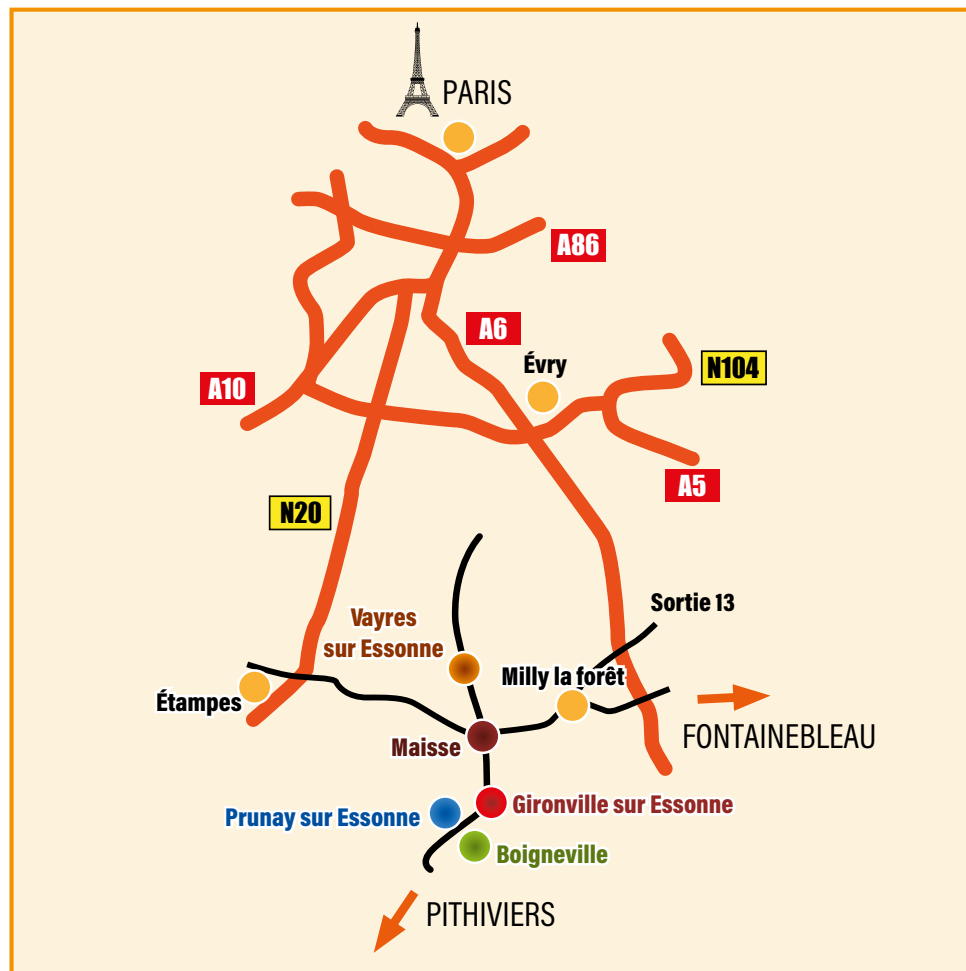 PARIS
A86
A6
Évry
N104
A10
A5
N20
Sortie 13
Vayres
sur Essonne
Milly la forêt
Étampes
FONTAINEBLEAU
Maisse
Gironville sur Essonne
Prunay sur Essonne
Boigneville
PITHIVIERS